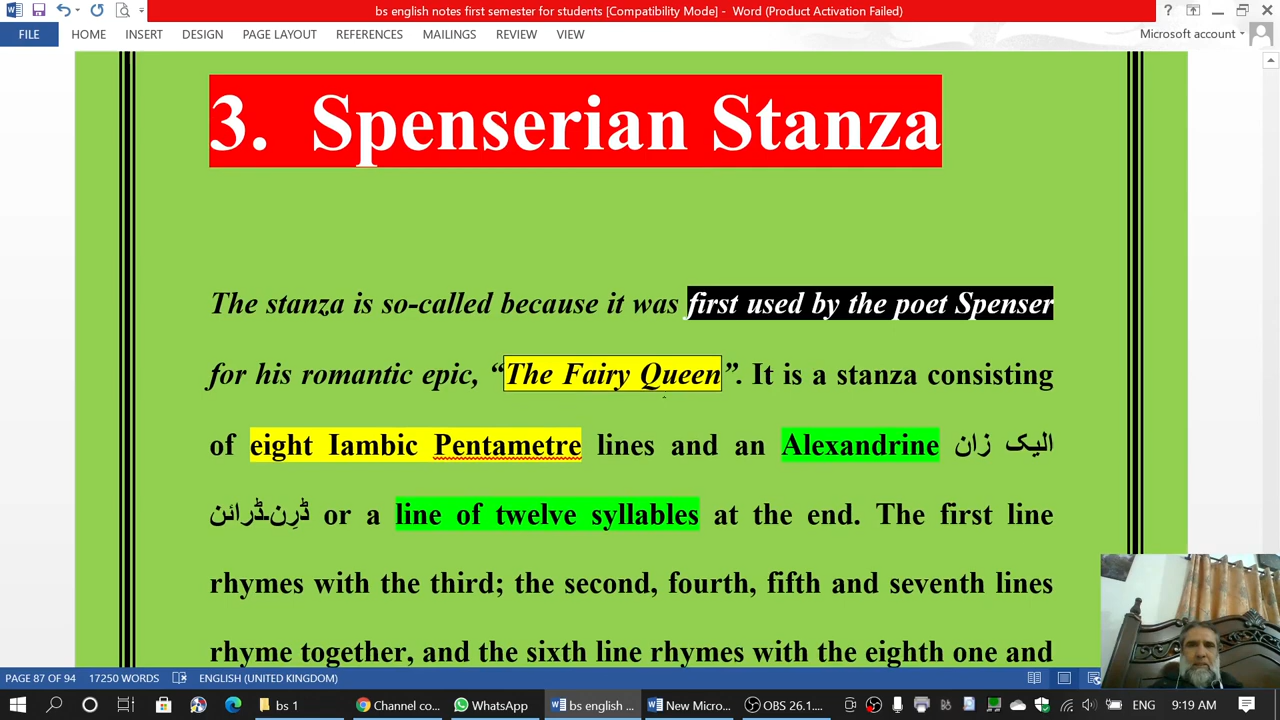 bs english notes first semester for students [Compatibility Mode] - Word (Product Activation Failed)
FILE HOME INSERT DESIGN PAGE LAYOUT REFERENCES MAILINGS REVIEW VIEW Microsoft account
3. Spenserian Stanza
The stanza is so-called because it was first used by the poet Spenser
for his romantic epic, “The Fairy Queen”. It is a stanza consisting
of eight Iambic Pentametre lines and an Alexandrine الیک زان
ڈرِن-ڈرائن or a line of twelve syllables at the end. The first line
rhymes with the third; the second, fourth, fifth and seventh lines
rhyme together, and the sixth line rhymes with the eighth one and
PAGE 87 OF 94 17250 WORDS ENGLISH (UNITED KINGDOM)
bs 1 Channel co... WhatsApp bs english ... New Micro... OBS 26.1.... 9:19 AM